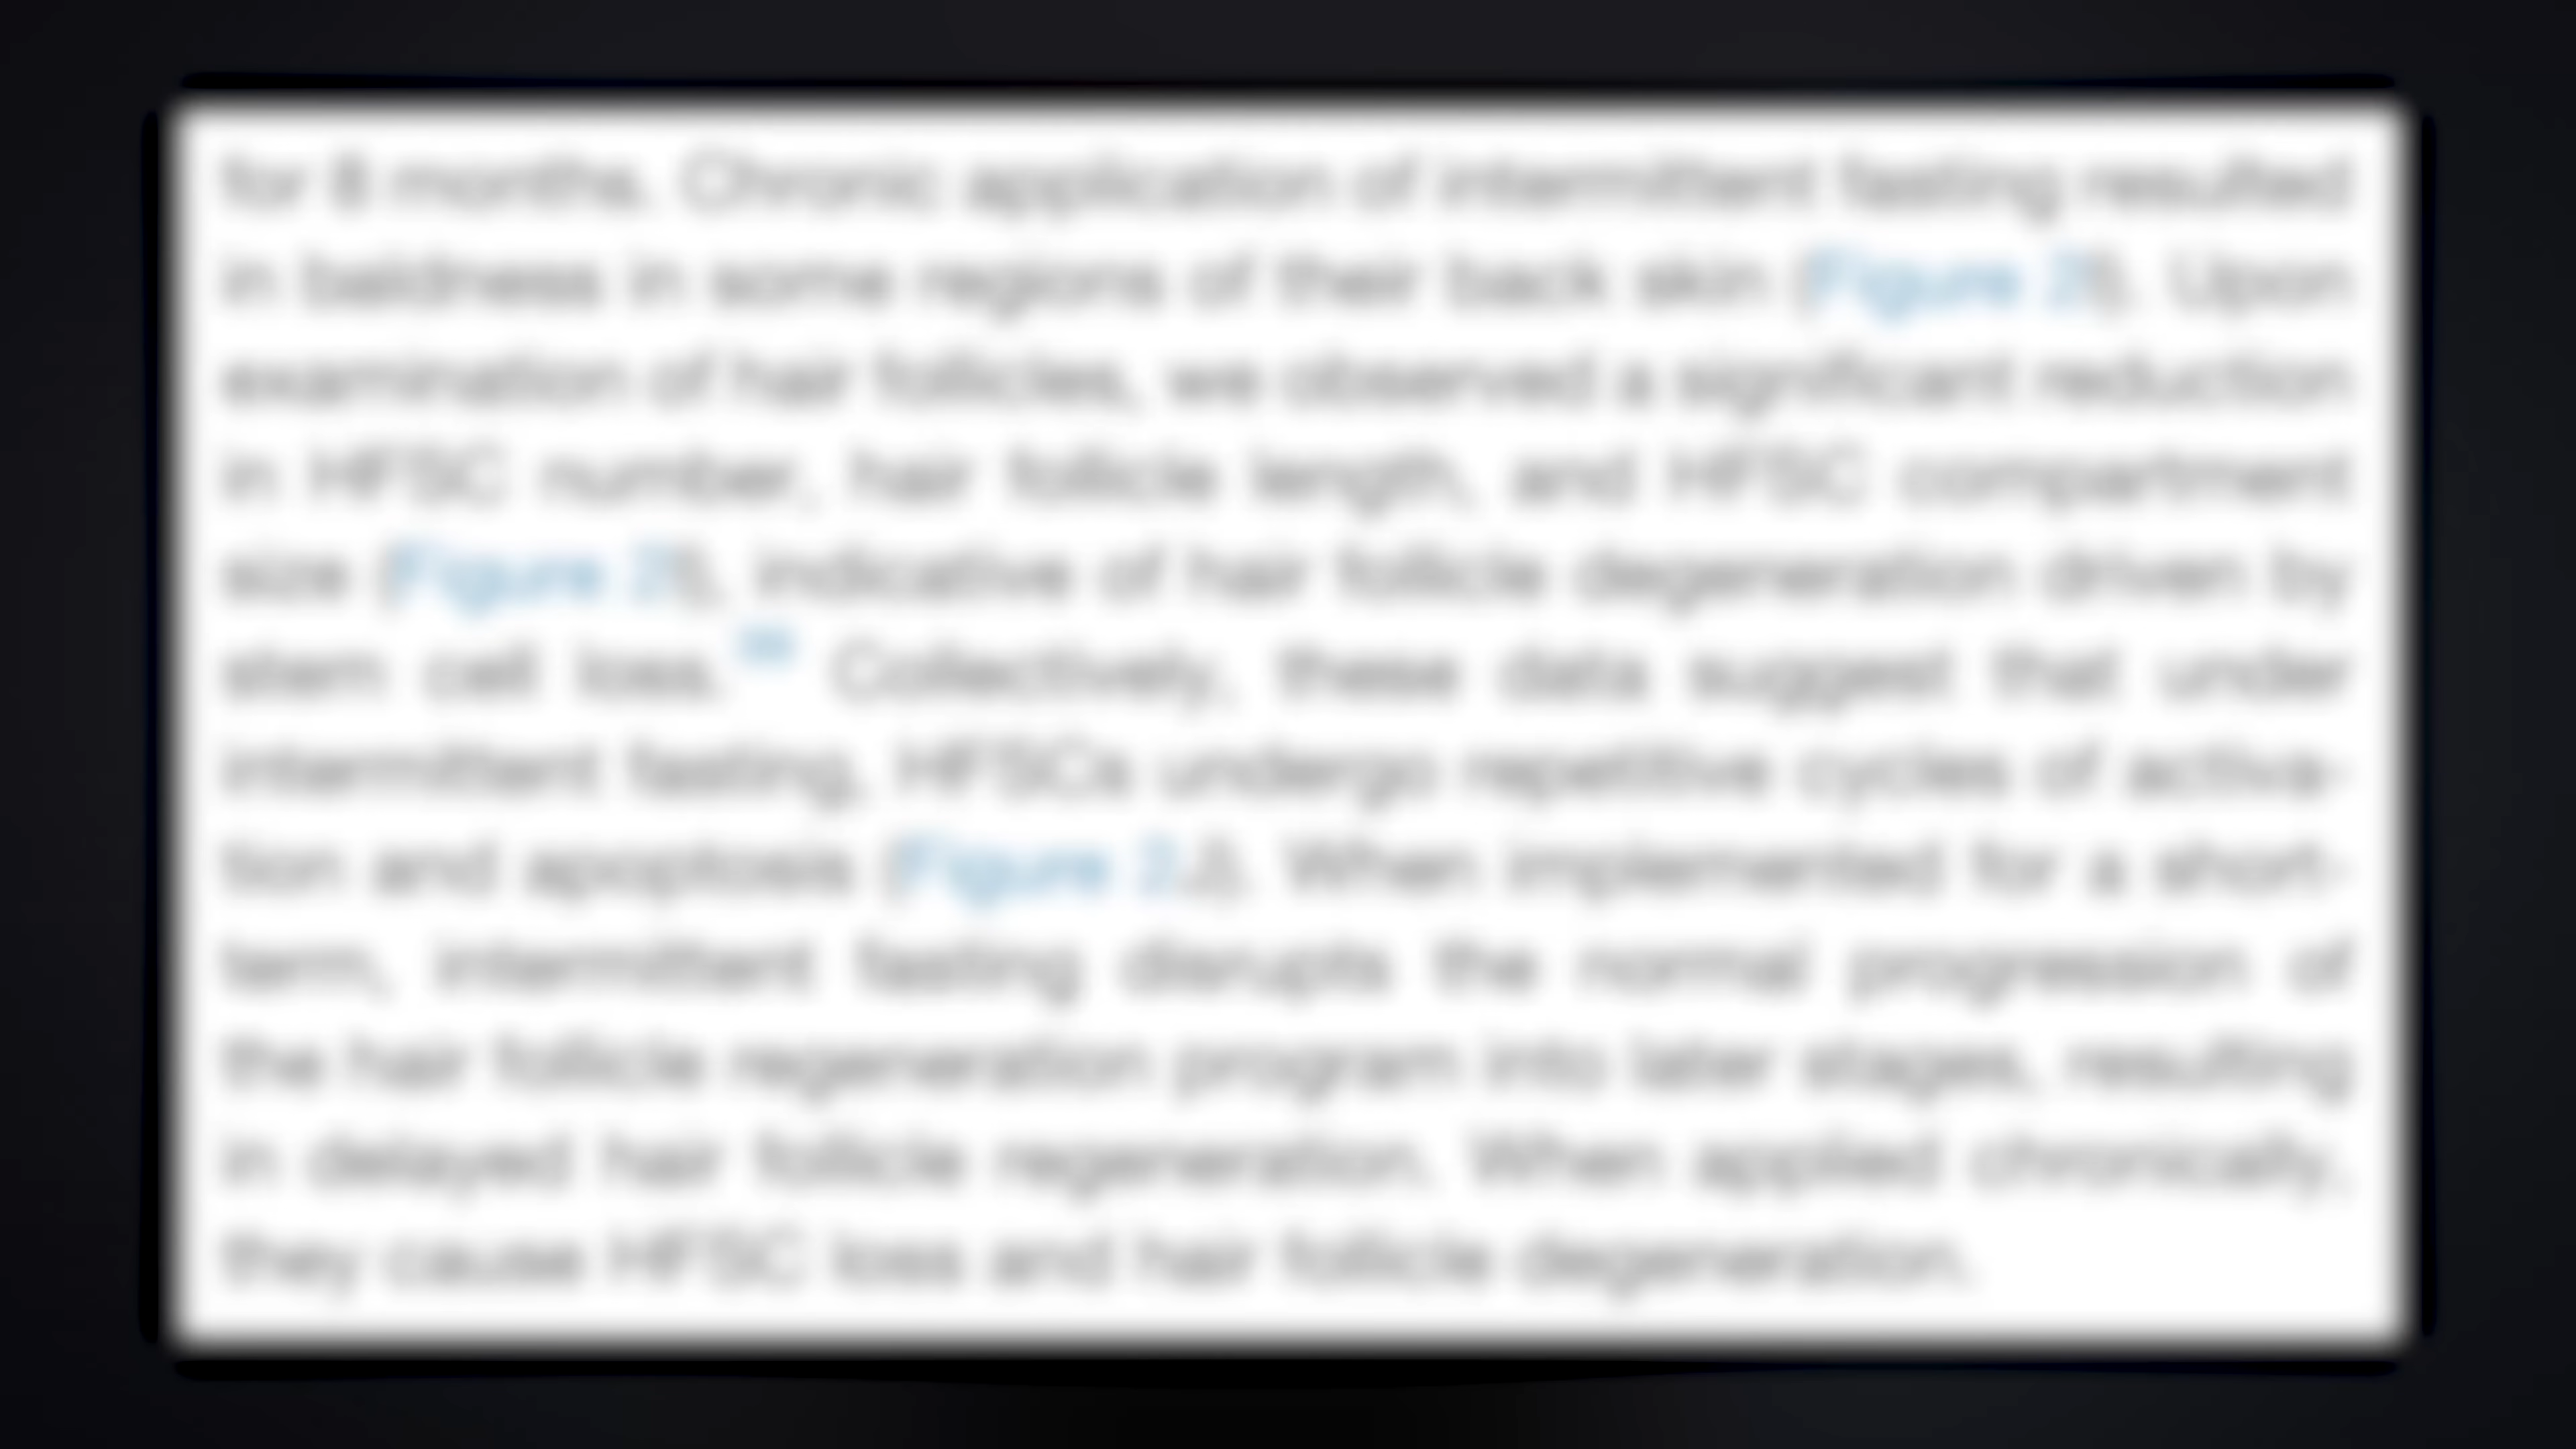 for 8 months. Chronic application of intermittent fasting resulted
in baldness in some regions of their back skin (Figure 2I). Upon
examination of hair follicles, we observed a significant reduction
in HFSC number, hair follicle length, and HFSC compartment
size (Figure 2I), indicative of hair follicle degeneration driven by
stem cell loss. Collectively, these data suggest that under
intermittent fasting, HFSCs undergo repetitive cycles of activa-
tion and apoptosis (Figure 2J). When implemented for a short-
term, intermittent fasting disrupts the normal progression of
the hair follicle regeneration program into later stages, resulting
in delayed hair follicle regeneration. When applied chronically,
they cause HFSC loss and hair follicle degeneration.